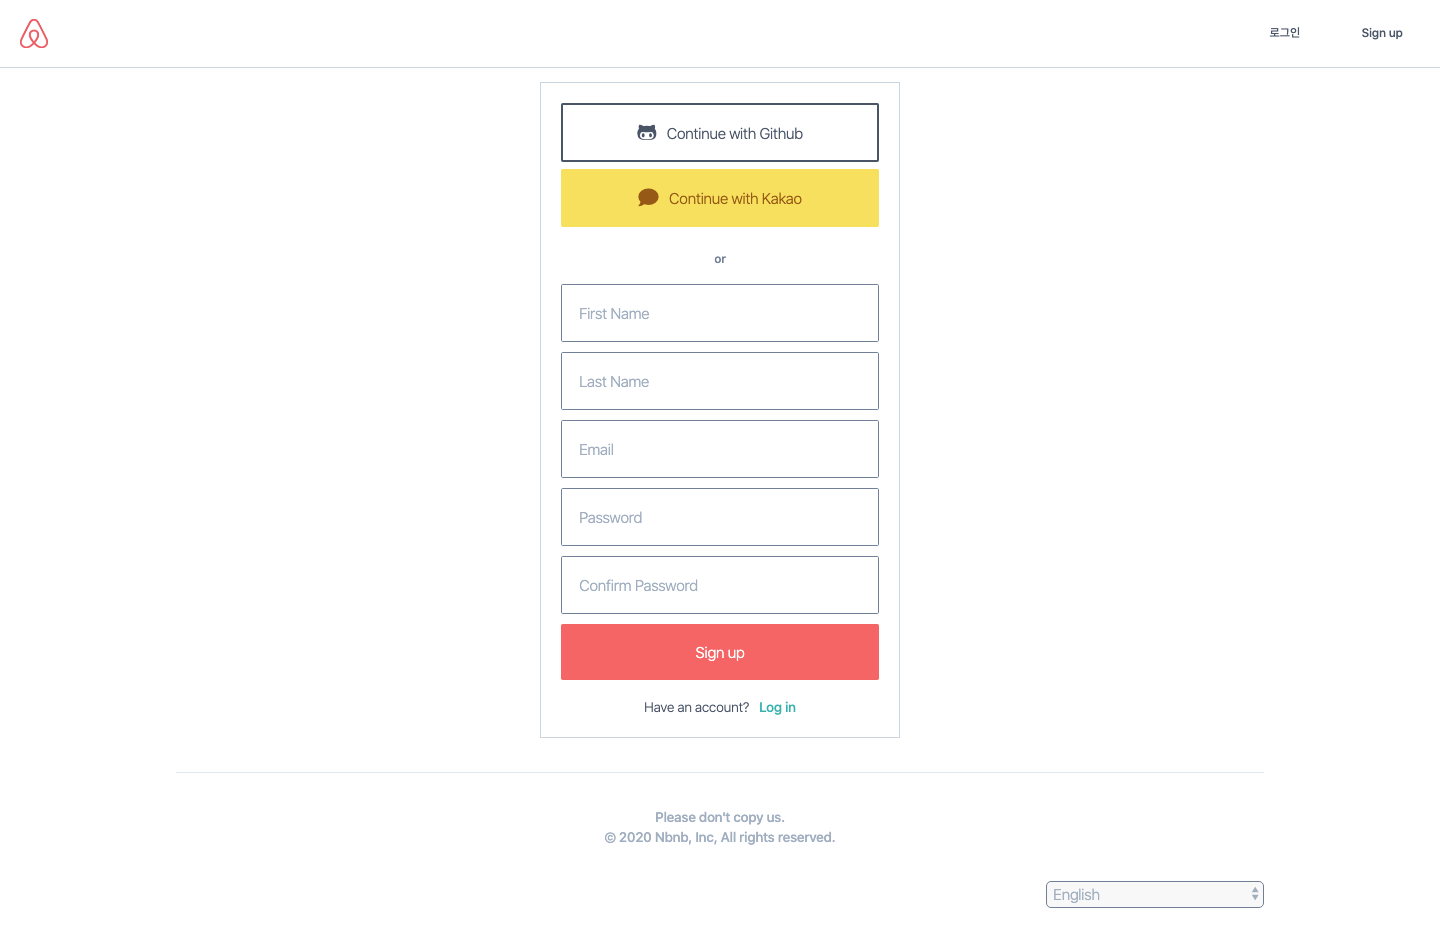 로그인
Sign up
Continue with Github
Continue with Kakao
or
First Name
Last Name
Email
Password
Confirm Password
Sign up
Have an account? Log in
Please don't copy us.
© 2020 Nbnb, Inc, All rights reserved.
English